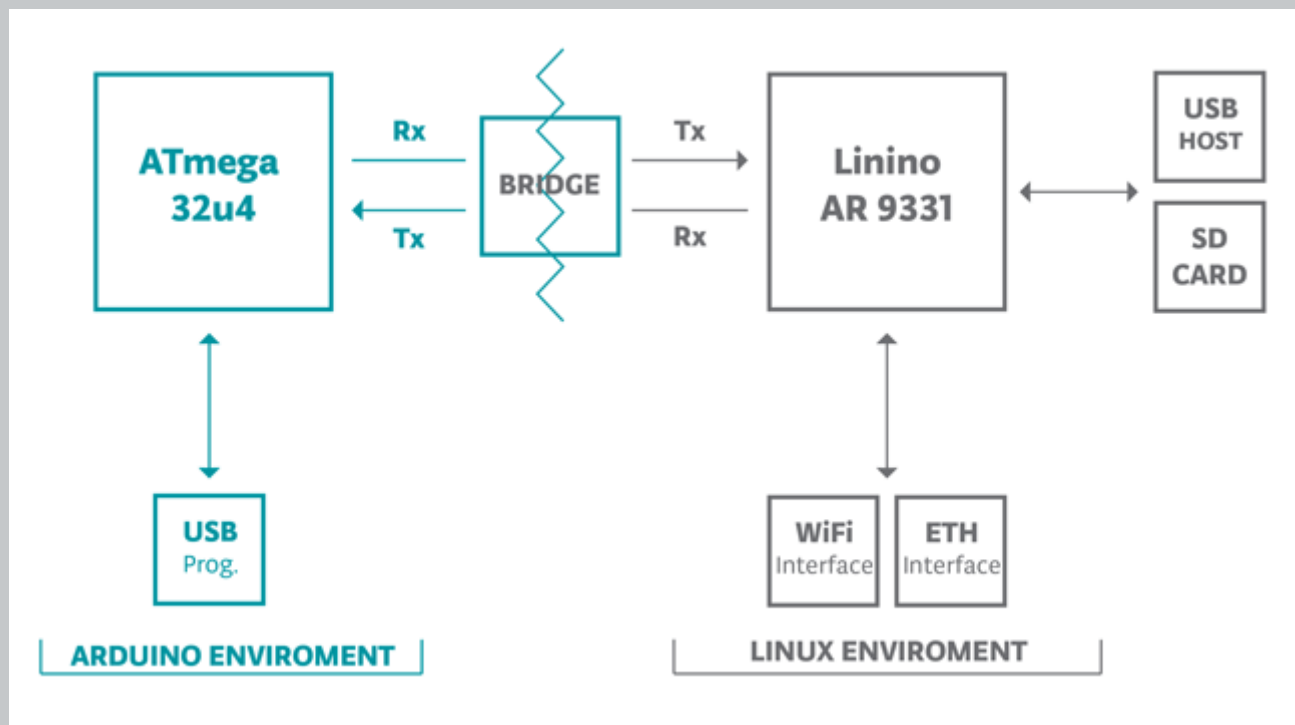 ATmega
32u4
Rx
Tx
BRIDGE
Tx
Rx
Linino
AR 9331
USB
HOST
SD
CARD
USB
Prog.
WiFi
Interface
ETH
Interface
ARDUINO ENVIROMENT
LINUX ENVIROMENT